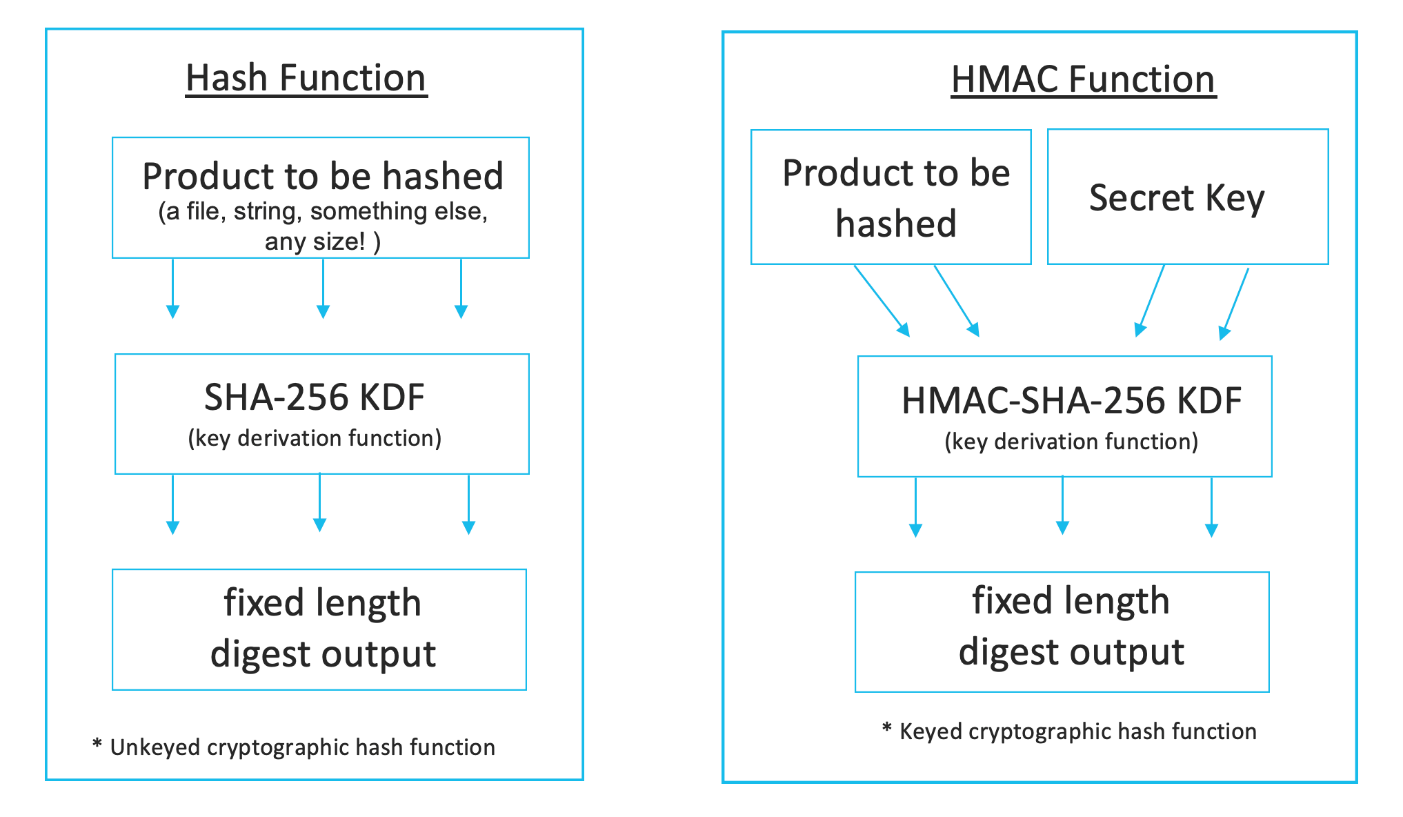 Hash Function
Product to be hashed
(a file, string, something else,
any size! )
SHA-256 KDF
(key derivation function)
fixed length
digest output
* Unkeyed cryptographic hash function
HMAC Function
Product to be
hashed
Secret Key
HMAC-SHA-256 KDF
(key derivation function)
fixed length
digest output
* Keyed cryptographic hash function